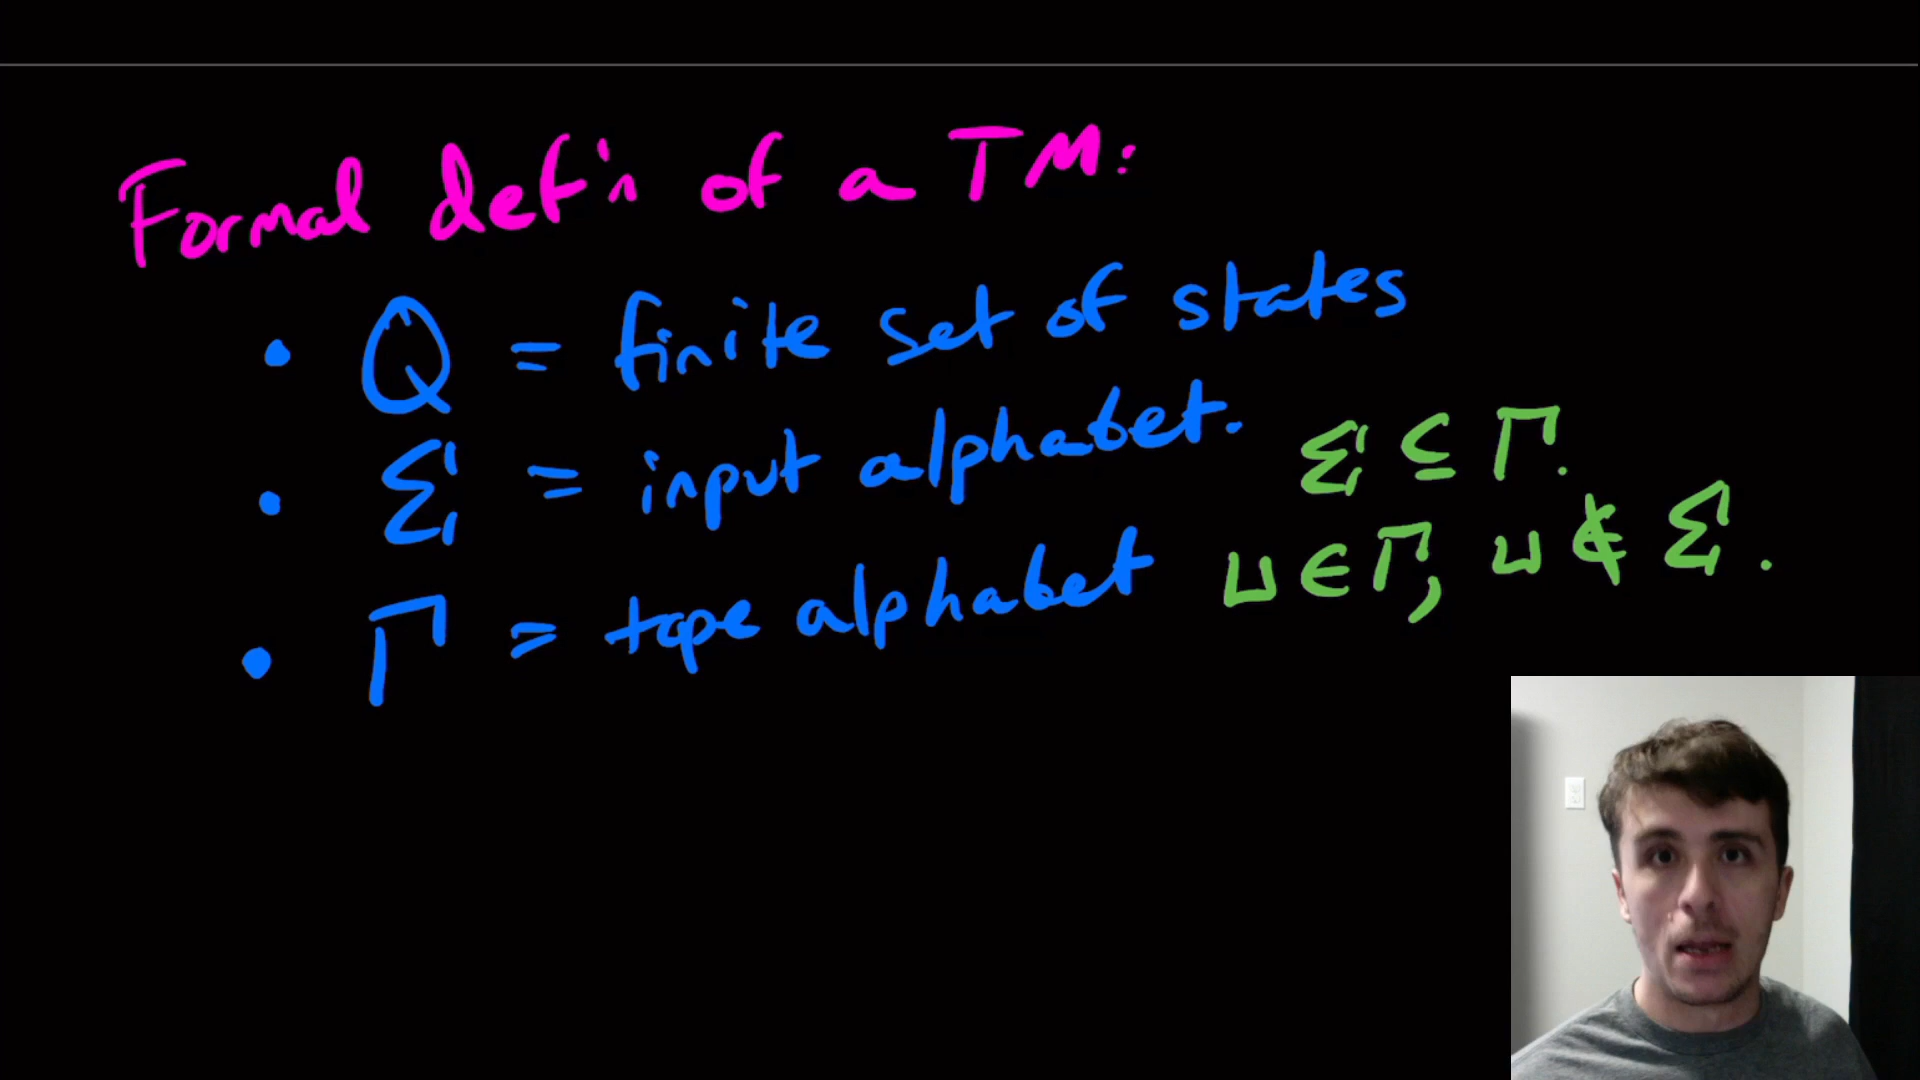 Formal def'n of a TM:
• Q = finite set of states
• Σ = input alphabet. Σ ⊆ Γ.
• Γ = tape alphabet ⊔ ∈ Γ, ⊔ ∉ Σ.